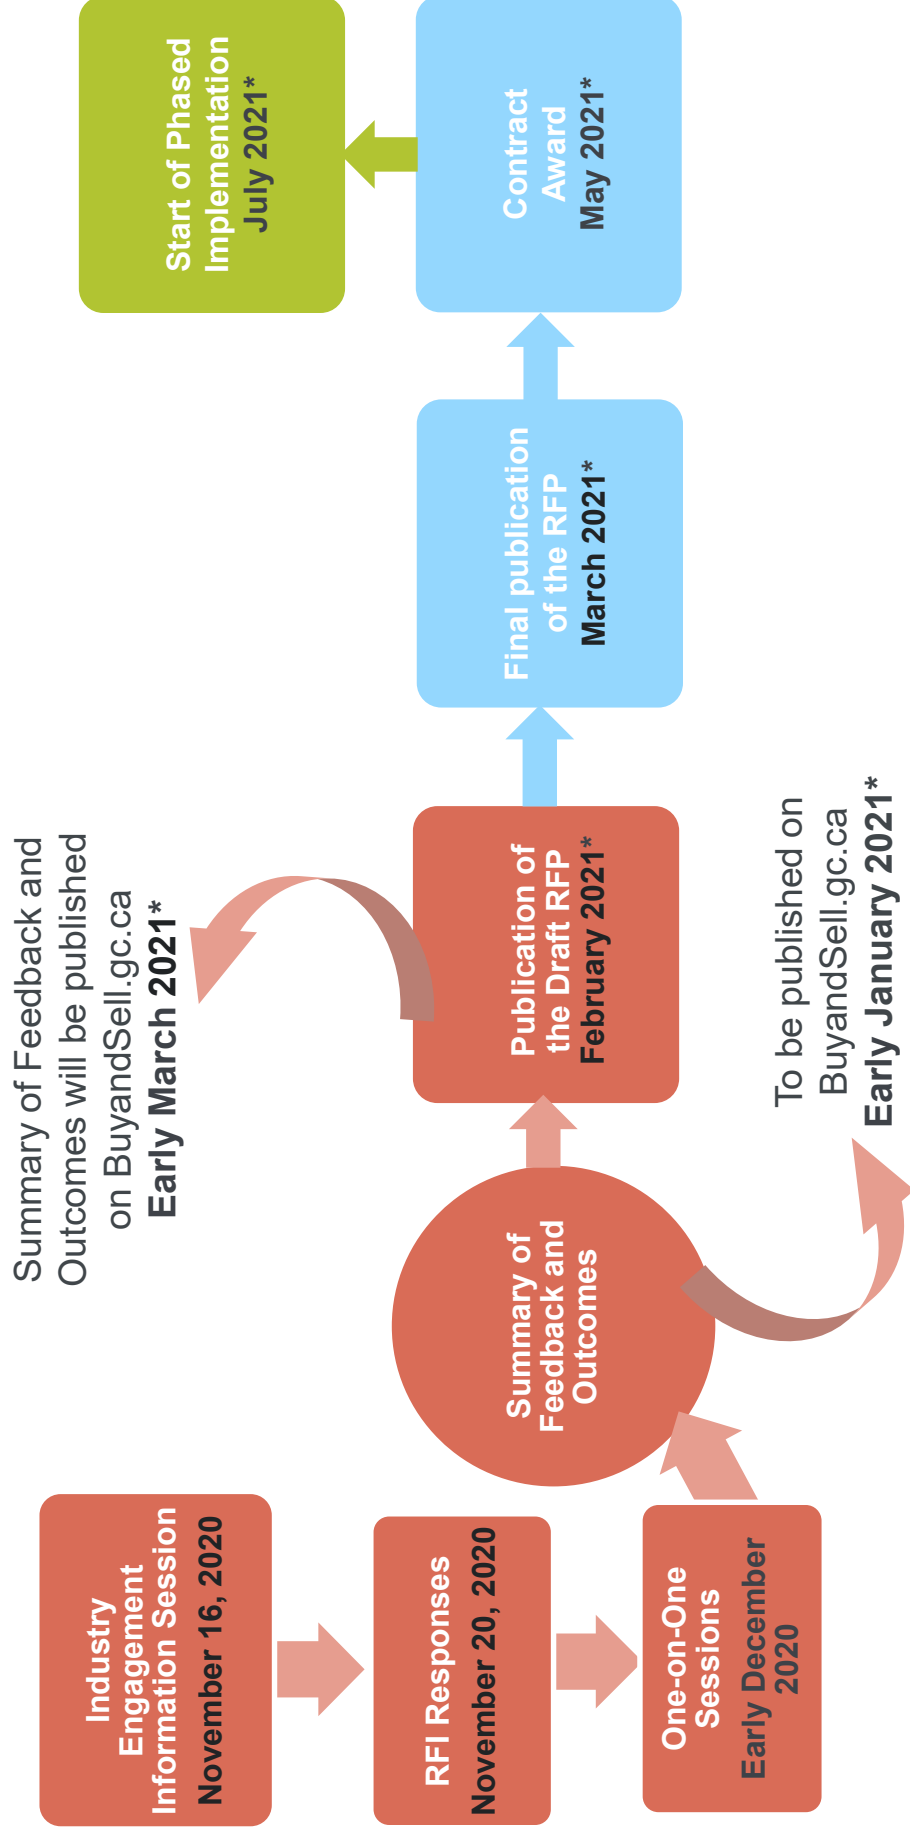 Industry
Engagement
Information Session
November 16, 2020
RFI Responses
November 20, 2020
One-on-One
Sessions
Early December
2020
Summary of
Feedback and
Outcomes
To be published on
BuyandSell.gc.ca
Early January 2021*
Publication of
the Draft RFP
February 2021*
Summary of Feedback and
Outcomes will be published
on BuyandSell.gc.ca
Early March 2021*
Final publication
of the RFP
March 2021*
Contract
Award
May 2021*
Start of Phased
Implementation
July 2021*